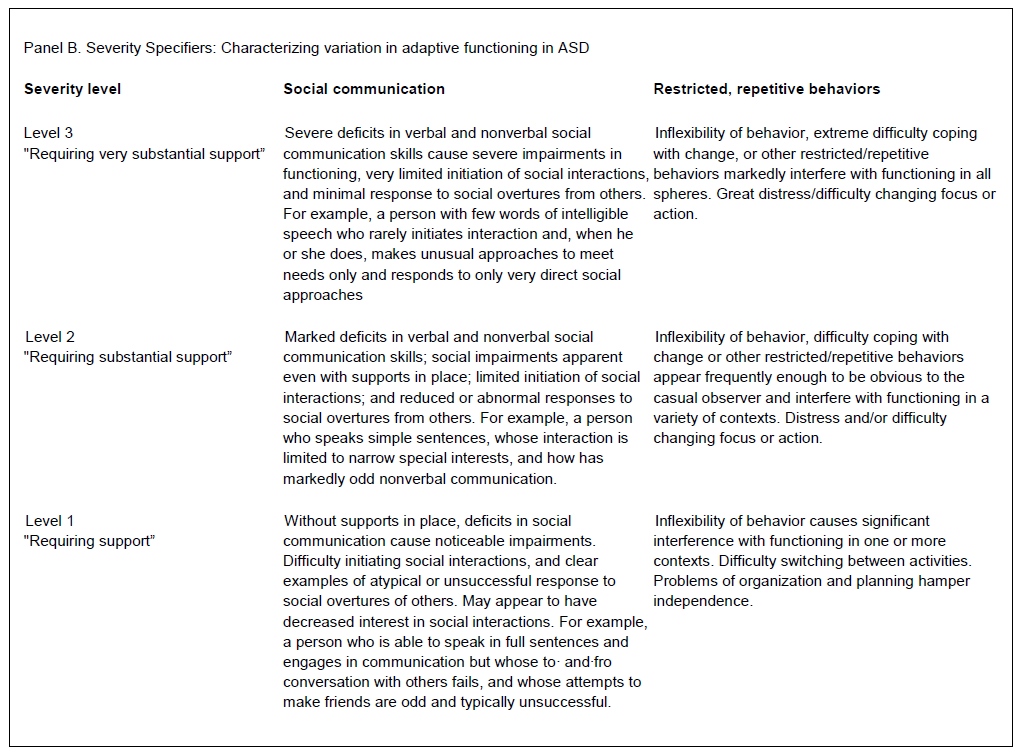 Panel B. Severity Specifiers: Characterizing variation in adaptive functioning in ASD
Severity level
Social communication
Restricted, repetitive behaviors
Level 3
"Requiring very substantial support”
Severe deficits in verbal and nonverbal social
communication skills cause severe impairments in
functioning, very limited initiation of social interactions,
and minimal response to social overtures from others.
For example, a person with few words of intelligible
speech who rarely initiates interaction and, when he
or she does, makes unusual approaches to meet
needs only and responds to only very direct social
approaches
Inflexibility of behavior, extreme difficulty coping
with change, or other restricted/repetitive
behaviors markedly interfere with functioning in all
spheres. Great distress/difficulty changing focus or
action.
Level 2
"Requiring substantial support”
Marked deficits in verbal and nonverbal social
communication skills; social impairments apparent
even with supports in place; limited initiation of social
interactions; and reduced or abnormal responses to
social overtures from others. For example, a person
who speaks simple sentences, whose interaction is
limited to narrow special interests, and how has
markedly odd nonverbal communication.
Inflexibility of behavior, difficulty coping with
change or other restricted/repetitive behaviors
appear frequently enough to be obvious to the
casual observer and interfere with functioning in a
variety of contexts. Distress and/or difficulty
changing focus or action.
Level 1
"Requiring support”
Without supports in place, deficits in social
communication cause noticeable impairments.
Difficulty initiating social interactions, and clear
examples of atypical or unsuccessful response to
social overtures of others. May appear to have
decreased interest in social interactions. For example,
a person who is able to speak in full sentences and
engages in communication but whose to· and·fro
conversation with others fails, and whose attempts to
make friends are odd and typically unsuccessful.
Inflexibility of behavior causes significant
interference with functioning in one or more
contexts. Difficulty switching between activities.
Problems of organization and planning hamper
independence.